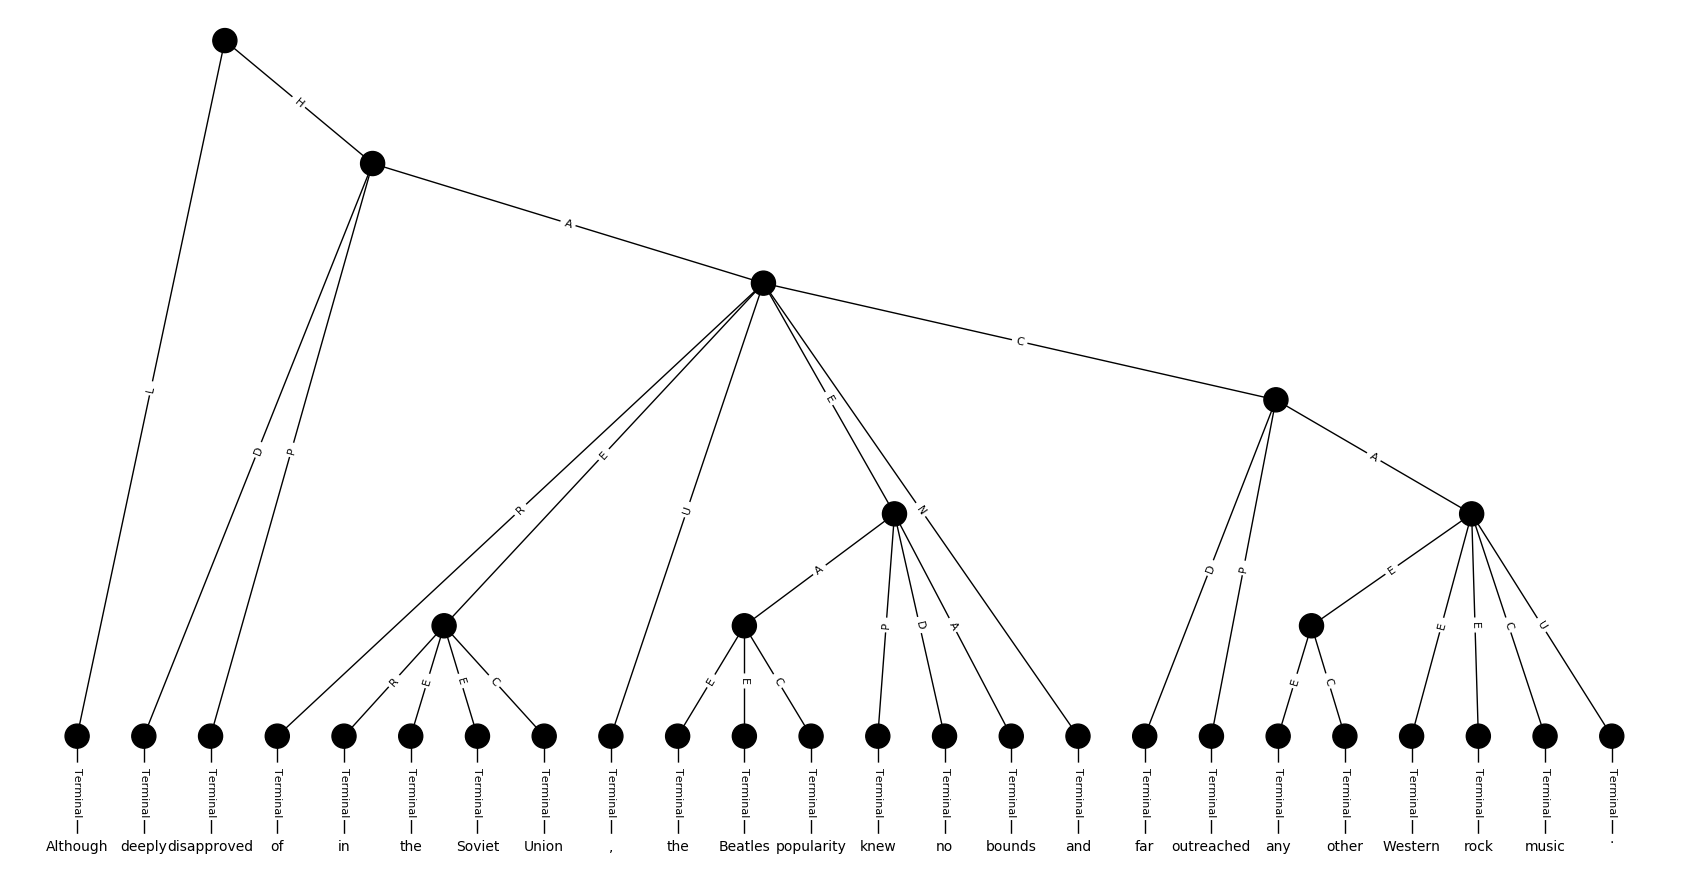 H
A
C
L
E
A
D
P
E
R
U
N
A
D
P
E
A
P
D
A
E
E
C
U
R
E
E
C
E
E
C
E
C
Terminal Terminal Terminal Terminal Terminal Terminal Terminal Terminal Terminal Terminal Terminal Terminal Terminal Terminal Terminal Terminal Terminal Terminal Terminal Terminal Terminal Terminal Terminal Terminal
Although deeply disapproved of in the Soviet Union , the Beatles popularity knew no bounds and far outreached any other Western rock music .